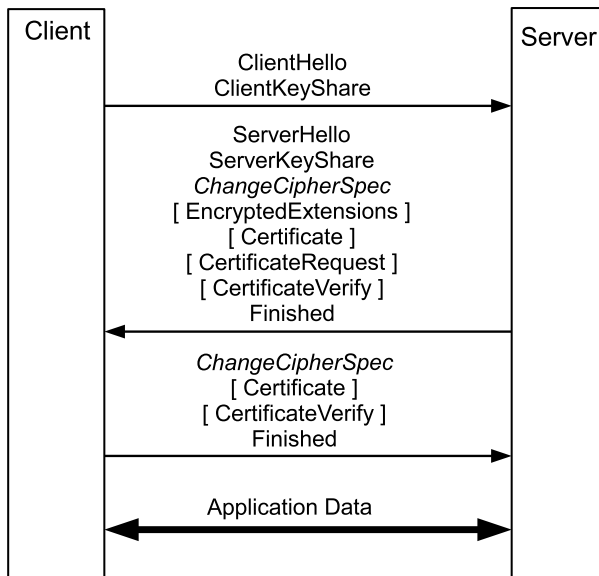 Client
Server
ClientHello
ClientKeyShare
ServerHello
ServerKeyShare
ChangeCipherSpec
[ EncryptedExtensions ]
[ Certificate ]
[ CertificateRequest ]
[ CertificateVerify ]
Finished
ChangeCipherSpec
[ Certificate ]
[ CertificateVerify ]
Finished
Application Data